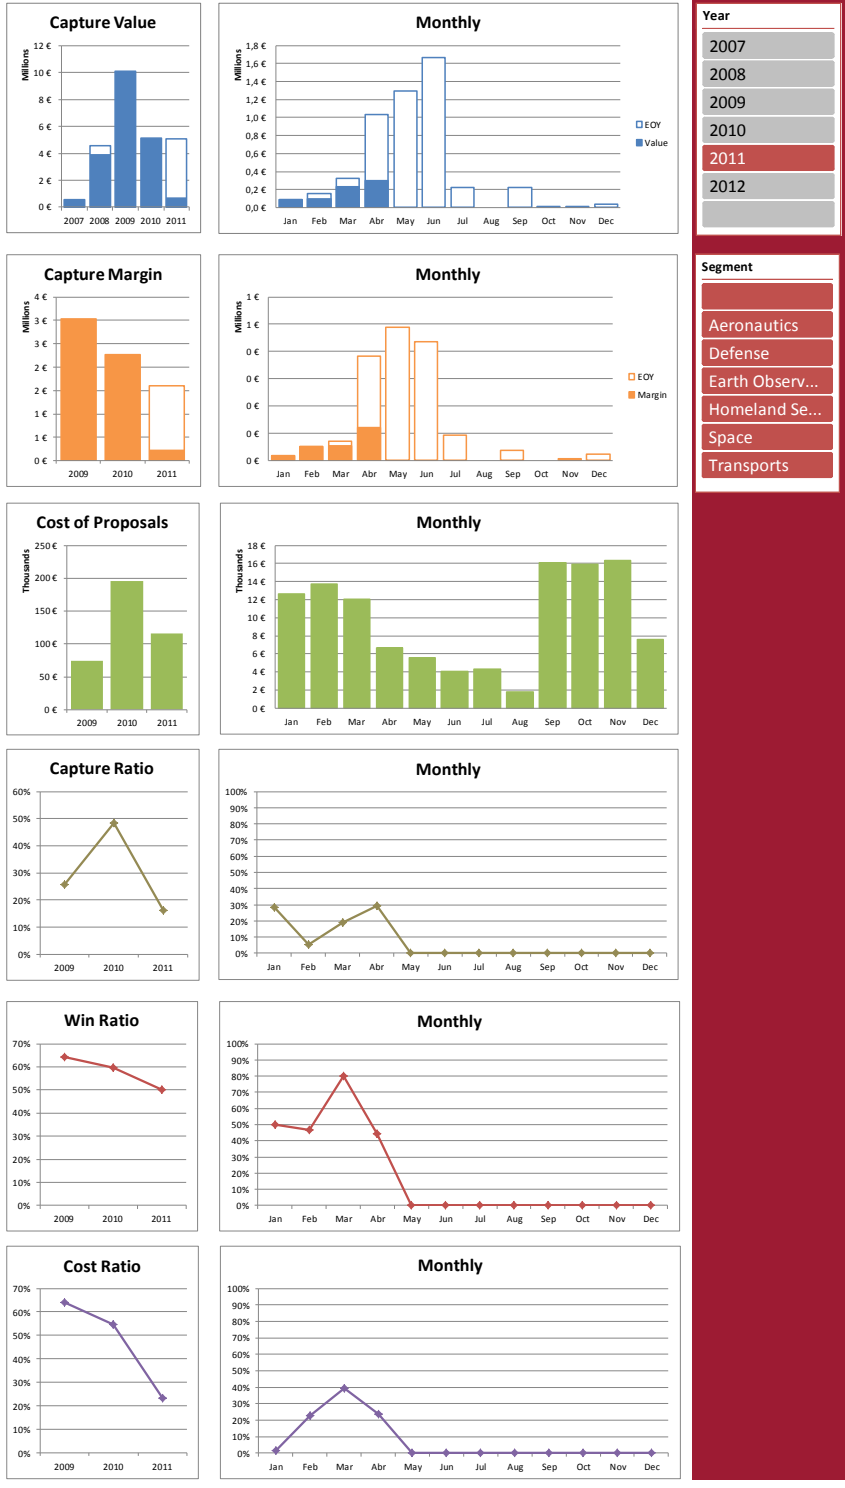 Capture Value
Millions
12 €
10 €
8 €
6 €
4 €
2 €
0 €
2007 2008 2009 2010 2011
Monthly
Millions
1,8 €
1,6 €
1,4 €
1,2 €
1,0 €
0,8 €
0,6 €
0,4 €
0,2 €
0,0 €
Jan Feb Mar Abr May Jun Jul Aug Sep Oct Nov Dec
EOY
Value
Year
2007
2008
2009
2010
2011
2012
Capture Margin
Millions
4 €
3 €
3 €
2 €
2 €
1 €
1 €
0 €
2009 2010 2011
Monthly
Millions
1 €
1 €
0 €
0 €
0 €
0 €
0 €
Jan Feb Mar Abr May Jun Jul Aug Sep Oct Nov Dec
EOY
Margin
Segment
Aeronautics
Defense
Earth Observ...
Homeland Se...
Space
Transports
Cost of Proposals
Thousands
250 €
200 €
150 €
100 €
50 €
0 €
2009 2010 2011
Monthly
Thousands
18 €
16 €
14 €
12 €
10 €
8 €
6 €
4 €
2 €
0 €
Jan Feb Mar Abr May Jun Jul Aug Sep Oct Nov Dec
Capture Ratio
60%
50%
40%
30%
20%
10%
0%
2009 2010 2011
Monthly
100%
90%
80%
70%
60%
50%
40%
30%
20%
10%
0%
Jan Feb Mar Abr May Jun Jul Aug Sep Oct Nov Dec
Win Ratio
70%
60%
50%
40%
30%
20%
10%
0%
2009 2010 2011
Monthly
100%
90%
80%
70%
60%
50%
40%
30%
20%
10%
0%
Jan Feb Mar Abr May Jun Jul Aug Sep Oct Nov Dec
Cost Ratio
70%
60%
50%
40%
30%
20%
10%
0%
2009 2010 2011
Monthly
100%
90%
80%
70%
60%
50%
40%
30%
20%
10%
0%
Jan Feb Mar Abr May Jun Jul Aug Sep Oct Nov Dec